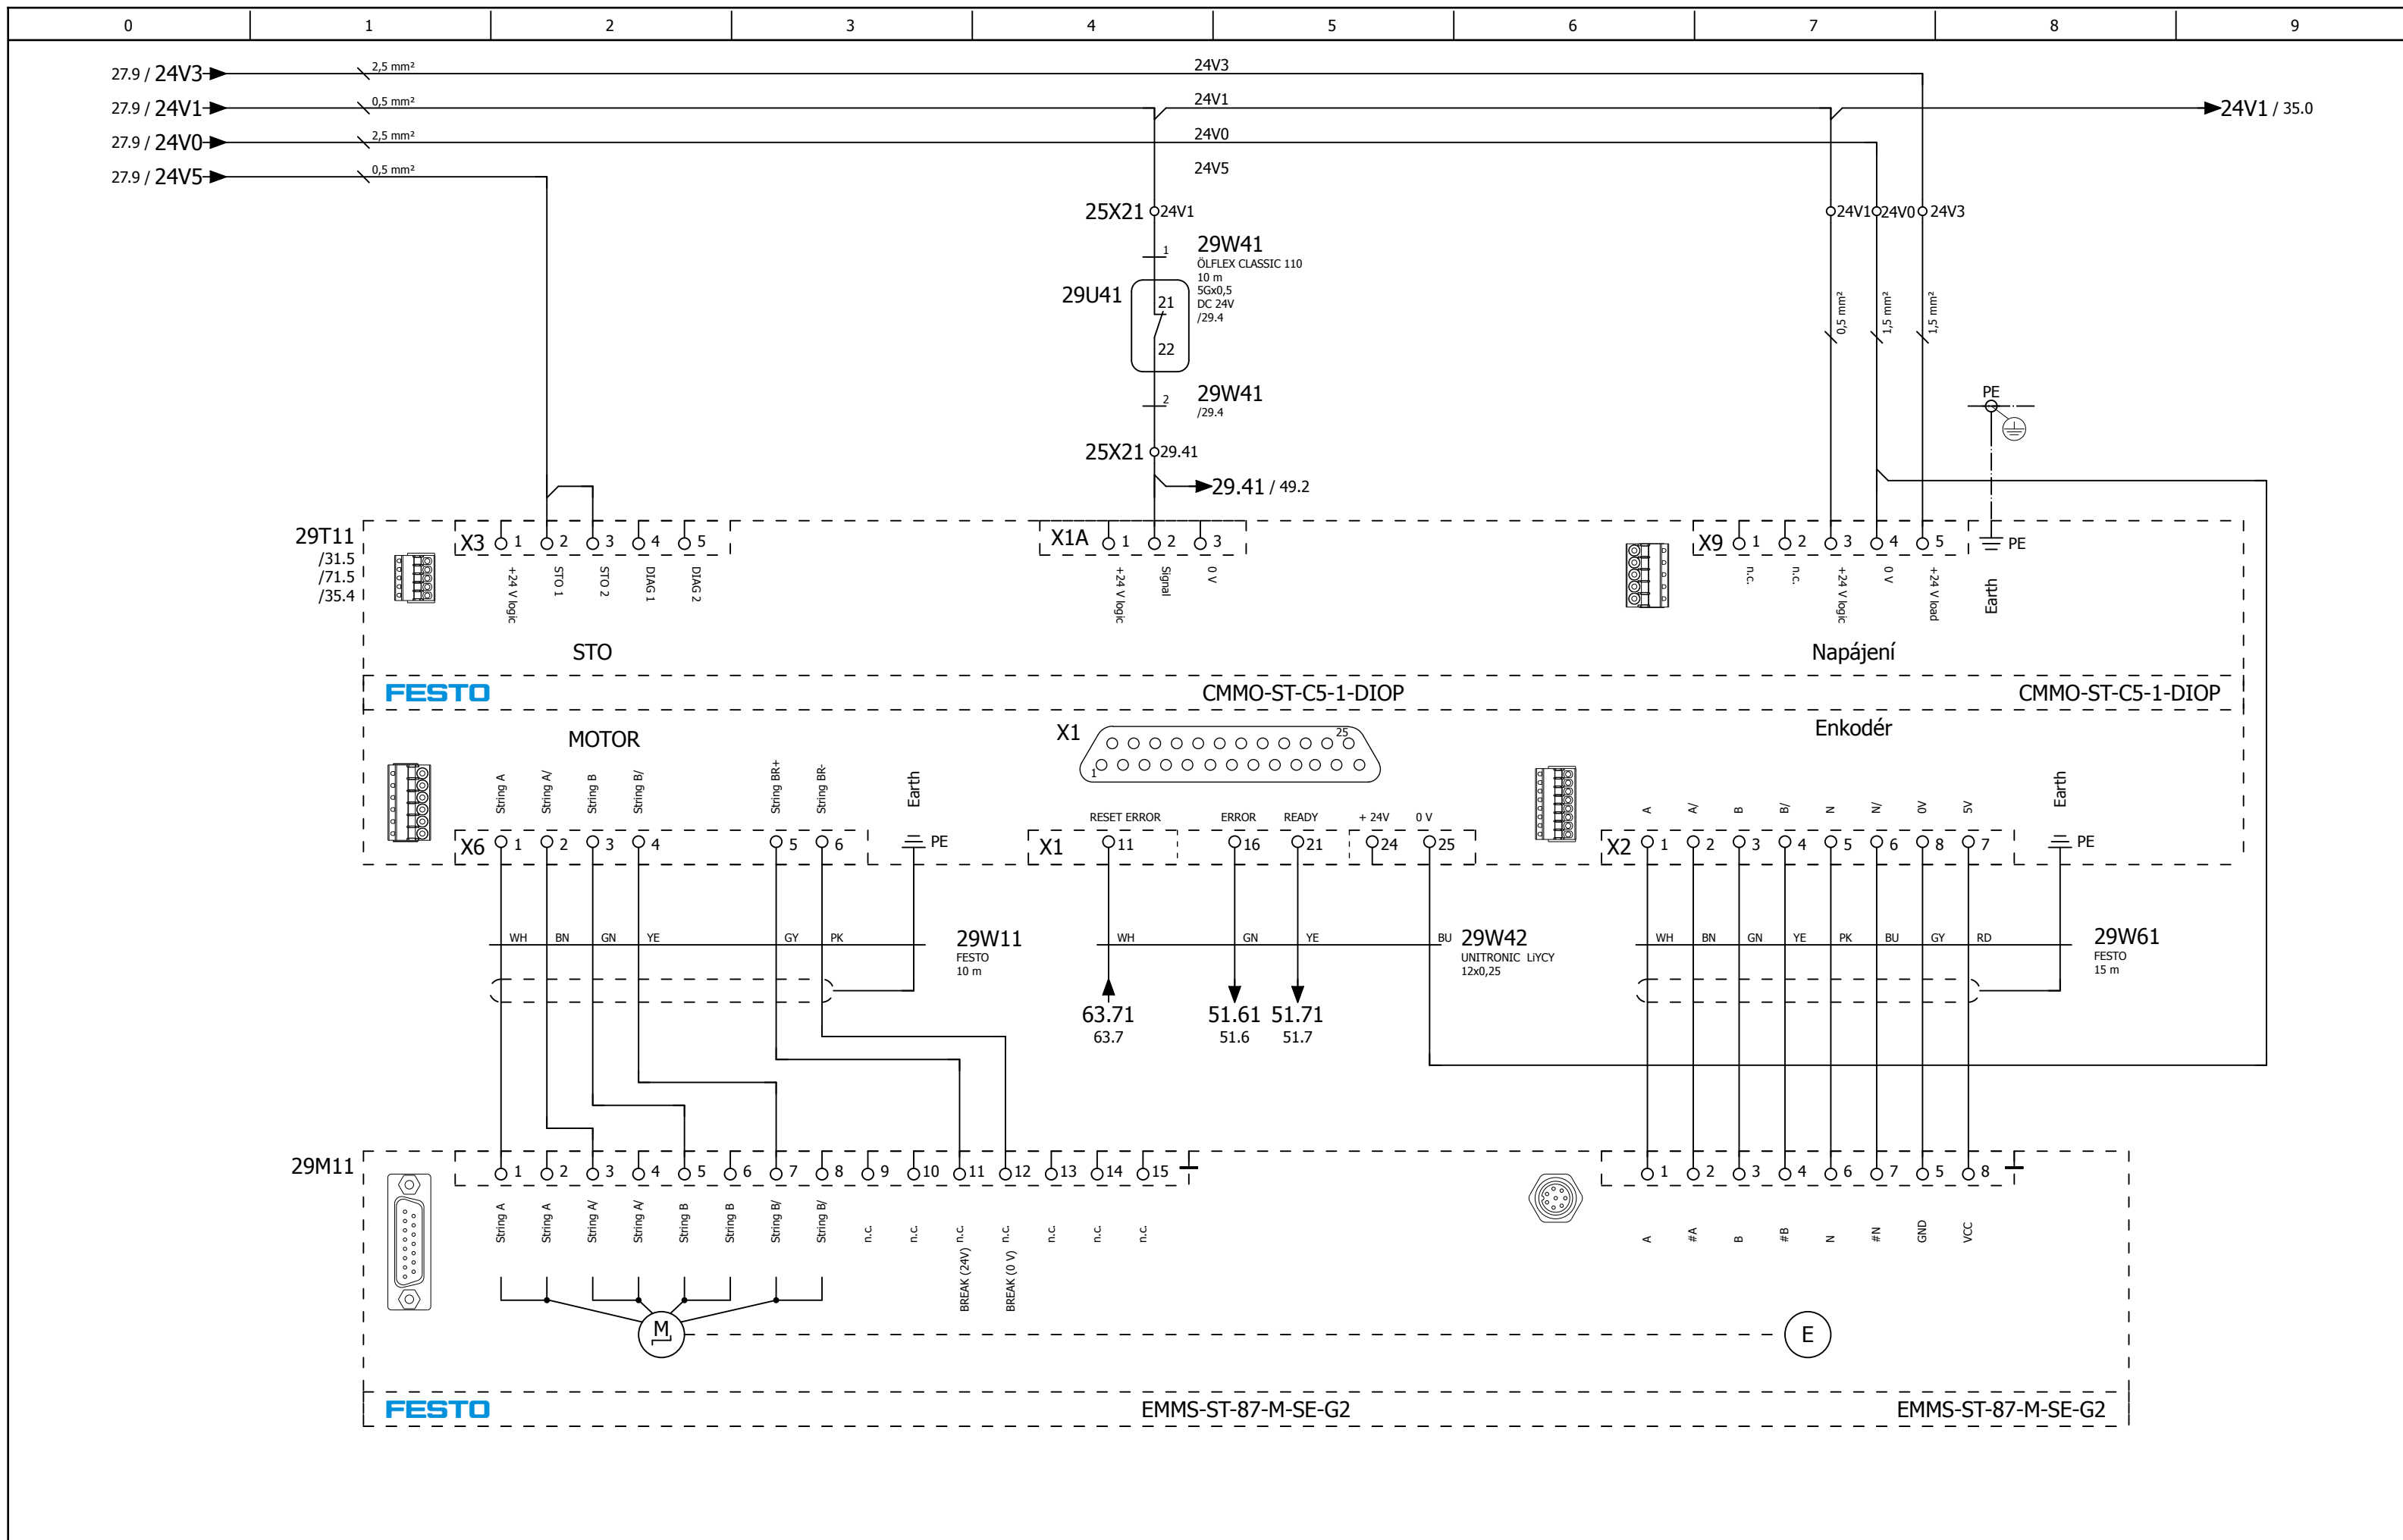 0 1 2 3 4 5 6 7 8 9
27.9 / 24V3 2,5 mm² 24V3
27.9 / 24V1 0,5 mm² 24V1 24V1 / 35.0
27.9 / 24V0 2,5 mm² 24V0
27.9 / 24V5 0,5 mm² 24V5
25X21 24V1 24V1 24V0 24V3
1 29W41
ÖLFLEX CLASSIC 110
10 m
5Gx0,5
DC 24V
/29.4
29U41 21
22
0,5 mm² 1,5 mm² 1,5 mm²
2 29W41
/29.4
PE
25X21 29.41
29.41 / 49.2
29T11
/31.5
/71.5
/35.4
X3 1 2 3 4 5
+24 V logic STO 1 STO 2 DIAG 1 DIAG 2
STO
X1A 1 2 3
+24 V logic Signal 0 V
X9 1 2 3 4 5 PE
n.c. n.c. +24 V logic 0 V +24 V load Earth
Napájení
FESTO CMMO-ST-C5-1-DIOP CMMO-ST-C5-1-DIOP
MOTOR
String A String A/ String B String B/ String BR+ String BR- Earth
X6 1 2 3 4 5 6 PE
X1 25
1
RESET ERROR ERROR READY + 24V 0 V
X1 11 16 21 24 25
Enkodér
A A/ B B/ N N/ 0V 5V Earth
X2 1 2 3 4 5 6 8 7 PE
WH BN GN YE GY PK 29W11
FESTO
10 m
WH GN YE BU 29W42
UNITRONIC LiYCY
12x0,25
WH BN GN YE PK BU GY RD 29W61
FESTO
15 m
63.71 51.61 51.71
63.7 51.6 51.7
29M11
1 2 3 4 5 6 7 8 9 10 11 12 13 14 15
String A String A String A/ String A/ String B String B String B/ String B/ n.c. n.c. n.c. n.c. n.c. n.c. n.c.
BREAK (24V) BREAK (0 V)
1 2 3 4 6 7 5 8
A #A B #B N #N GND VCC
M E
FESTO EMMS-ST-87-M-SE-G2 EMMS-ST-87-M-SE-G2